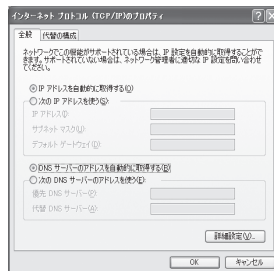 インターネット プロトコル (TCP/IP)のプロパティ
全般 代替の構成
ネットワークでこの機能がサポートされている場合は、IP 設定を自動的に取得することがで
きます。サポートされていない場合は、ネットワーク管理者に適切な IP 設定を問い合わせ
てください。
IP アドレスを自動的に取得する(O)
次の IP アドレスを使う(S):
IP アドレス(I):
サブネット マスク(U):
デフォルト ゲートウェイ(D):
DNS サーバーのアドレスを自動的に取得する(B)
次の DNS サーバーのアドレスを使う(E):
優先 DNS サーバー(P):
代替 DNS サーバー(A):
詳細設定(V)...
OK キャンセル